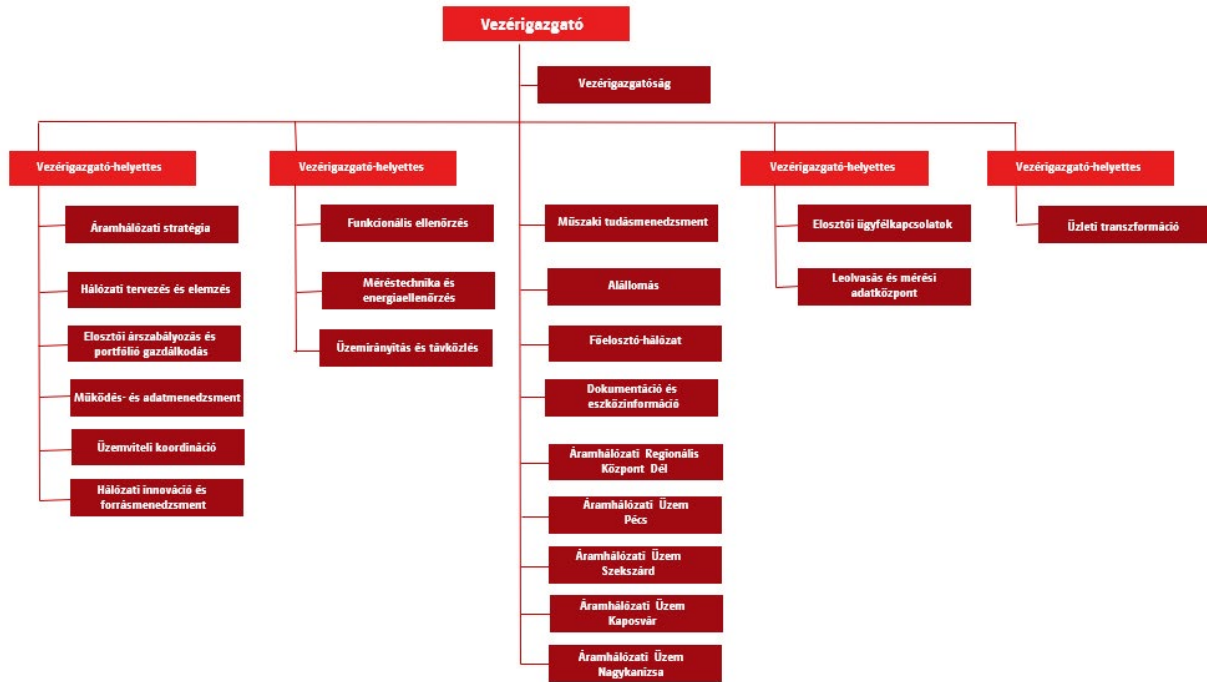 Vezérigazgató
Vezérigazgatóság
Vezérigazgató-helyettes
Áramhálózati stratégia
Hálózati tervezés és elemzés
Elosztói árszabályozás és
portfólió gazdálkodás
Működés- és adatmenedzsment
Üzemviteli koordináció
Hálózati innováció és
forrásmenedzsment
Vezérigazgató-helyettes
Funkcionális ellenőrzés
Méréstechnika és
energiaellenőrzés
Üzemirányítás és távközlés
Műszaki tudásmenedzsment
Alállomás
Főelosztó-hálózat
Dokumentáció és
eszközinformáció
Áramhálózati Regionális
Központ Dél
Áramhálózati Üzem
Pécs
Áramhálózati Üzem
Szekszárd
Áramhálózati Üzem
Kaposvár
Áramhálózati Üzem
Nagykanizsa
Vezérigazgató-helyettes
Elosztói ügyfélkapcsolatok
Leolvasás és mérési
adatközpont
Vezérigazgató-helyettes
Üzleti transzformáció